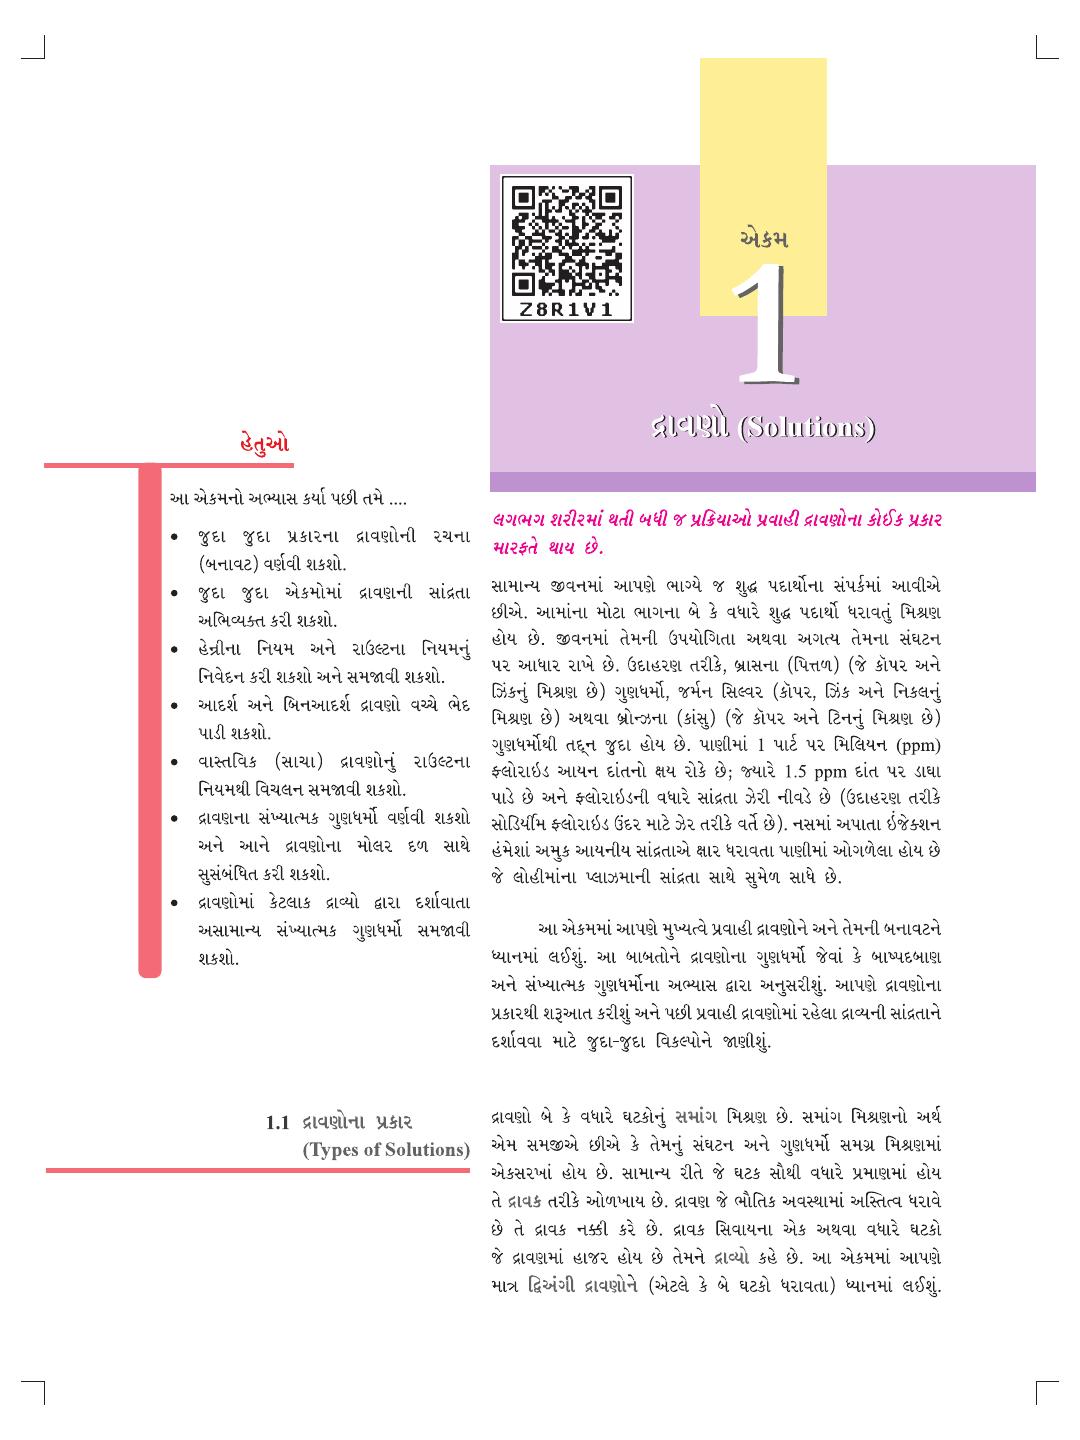 Z8R1V1
એકમ
1
દ્રાવણો (Solutions)
હેતુઓ
આ એકમનો અભ્યાસ કર્યા પછી તમે ....
• જુદા જુદા પ્રકારના દ્રાવણોની રચના
(બનાવટ) વર્ણવી શકશો.
• જુદા જુદા એકમોમાં દ્રાવણની સાંદ્રતા
અભિવ્યક્ત કરી શકશો.
• હેન્રીના નિયમ અને રાઉલ્ટના નિયમનું
નિવેદન કરી શકશો અને સમજાવી શકશો.
• આદર્શ અને બિનઆદર્શ દ્રાવણો વચ્ચે ભેદ
પાડી શકશો.
• વાસ્તવિક (સાચા) દ્રાવણોનું રાઉલ્ટના
નિયમથી વિચલન સમજાવી શકશો.
• દ્રાવણના સંખ્યાત્મક ગુણધર્મો વર્ણવી શકશો
અને આને દ્રાવણોના મોલર દળ સાથે
સુસંબંધિત કરી શકશો.
• દ્રાવણોમાં કેટલાક દ્રાવ્યો દ્વારા દર્શાવાતા
અસામાન્ય સંખ્યાત્મક ગુણધર્મો સમજાવી
શકશો.
લગભગ શરીરમાં થતી બધી જ પ્રક્રિયાઓ પ્રવાહી દ્રાવણોના કોઈક પ્રકાર
મારફતે થાય છે.
સામાન્ય જીવનમાં આપણે ભાગ્યે જ શુદ્ધ પદાર્થોના સંપર્કમાં આવીએ
છીએ. આમાંના મોટા ભાગના બે કે વધારે શુદ્ધ પદાર્થો ધરાવતું મિશ્રણ
હોય છે. જીવનમાં તેમની ઉપયોગિતા અથવા અગત્ય તેમના સંઘટન
પર આધાર રાખે છે. ઉદાહરણ તરીકે, બ્રાસના (પિત્તળ) (જે કૉપર અને
ઝિંકનું મિશ્રણ છે) ગુણધર્મો, જર્મન સિલ્વર (કૉપર, ઝિંક અને નિકલનું
મિશ્રણ છે) અથવા બ્રોન્ઝના (કાંસુ) (જે કૉપર અને ટિનનું મિશ્રણ છે)
ગુણધર્મોથી તદ્દન જુદા હોય છે. પાણીમાં 1 પાર્ટ પર મિલિયન (ppm)
ફ્લોરાઇડ આયન દાંતનો ક્ષય રોકે છે; જ્યારે 1.5 ppm દાંત પર ડાઘા
પાડે છે અને ફ્લોરાઇડની વધારે સાંદ્રતા ઝેરી નીવડે છે (ઉદાહરણ તરીકે
સોડિયીમ ફ્લોરાઇડ ઉંદર માટે ઝેર તરીકે વર્તે છે). નસમાં અપાતા ઇંજેક્શન
હંમેશાં અમુક આયનીય સાંદ્રતાએ ક્ષાર ધરાવતા પાણીમાં ઓગળેલા હોય છે
જે લોહીમાંના પ્લાઝમાની સાંદ્રતા સાથે સુમેળ સાધે છે.
આ એકમમાં આપણે મુખ્યત્વે પ્રવાહી દ્રાવણોને અને તેમની બનાવટને
ધ્યાનમાં લઈશું. આ બાબતોને દ્રાવણોના ગુણધર્મો જેવાં કે બાષ્પદબાણ
અને સંખ્યાત્મક ગુણધર્મોના અભ્યાસ દ્વારા અનુસરીશું. આપણે દ્રાવણોના
પ્રકારથી શરૂઆત કરીશું અને પછી પ્રવાહી દ્રાવણોમાં રહેલા દ્રાવ્યની સાંદ્રતાને
દર્શાવવા માટે જુદા-જુદા વિકલ્પોને જાણીશું.
1.1 દ્રાવણોના પ્રકાર
(Types of Solutions)
દ્રાવણો બે કે વધારે ઘટકોનું સમાંગ મિશ્રણ છે. સમાંગ મિશ્રણનો અર્થ
એમ સમજીએ છીએ કે તેમનું સંઘટન અને ગુણધર્મો સમગ્ર મિશ્રણમાં
એકસરખાં હોય છે. સામાન્ય રીતે જે ઘટક સૌથી વધારે પ્રમાણમાં હોય
તે દ્રાવક તરીકે ઓળખાય છે. દ્રાવણ જે ભૌતિક અવસ્થામાં અસ્તિત્વ ધરાવે
છે તે દ્રાવક નક્કી કરે છે. દ્રાવક સિવાયના એક અથવા વધારે ઘટકો
જે દ્રાવણમાં હાજર હોય છે તેમને દ્રાવ્યો કહે છે. આ એકમમાં આપણે
માત્ર દ્વિઅંગી દ્રાવણોને (એટલે કે બે ઘટકો ધરાવતા) ધ્યાનમાં લઈશું.